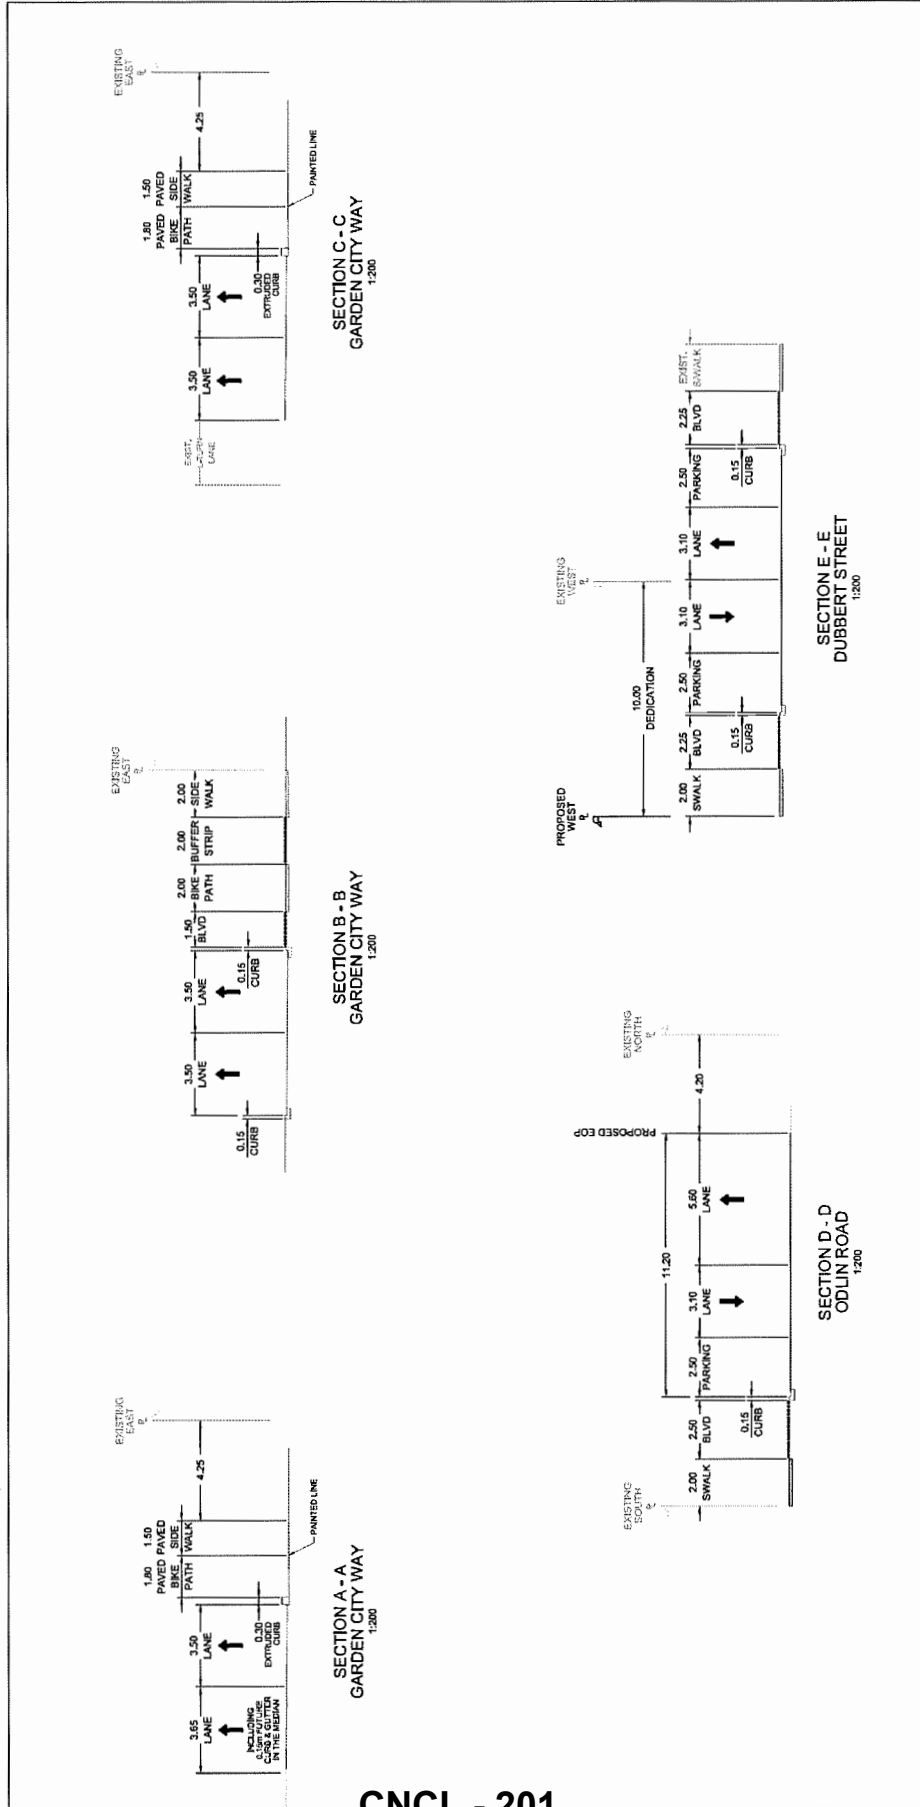 EXISTING
EAST
PL
4.25
1.50
PAVED
SIDE
WALK
1.80
PAVED
BIKE
PATH
PAINTED LINE
3.50
LANE
0.30
EXTRUDED
CURB
3.50
LANE
EXIST.
L-TURN
LANE
SECTION C - C
GARDEN CITY WAY
1:200
EXISTING
EAST
PL
2.00
SIDE
WALK
2.00
BUFFER
STRIP
2.00
BIKE
PATH
1.50
BLVD
0.15
CURB
3.50
LANE
3.50
LANE
0.15
CURB
SECTION B - B
GARDEN CITY WAY
1:200
EXISTING
EAST
PL
4.25
1.50
PAVED
SIDE
WALK
1.80
PAVED
BIKE
PATH
PAINTED LINE
3.50
LANE
0.30
EXTRUDED
CURB
3.65
LANE
INCLUDING
0.15m FUTURE
CURB & GUTTER
IN THE MEDIAN
SECTION A - A
GARDEN CITY WAY
1:200
EXIST.
S/WALK
2.25
BLVD
0.15
CURB
2.50
PARKING
3.10
LANE
EXISTING
WEST
PL
3.10
LANE
10.00
DEDICATION
2.50
PARKING
0.15
CURB
2.25
BLVD
2.00
SWALK
PROPOSED
WEST
PL
SECTION E - E
DUBBERT STREET
1:200
EXISTING
NORTH
PL
4.20
PROPOSED EOP
5.60
LANE
11.20
3.10
LANE
2.50
PARKING
0.15
CURB
2.50
BLVD
2.00
SWALK
EXISTING
SOUTH
PL
SECTION D - D
ODLIN ROAD
1:200
CNCL - 201